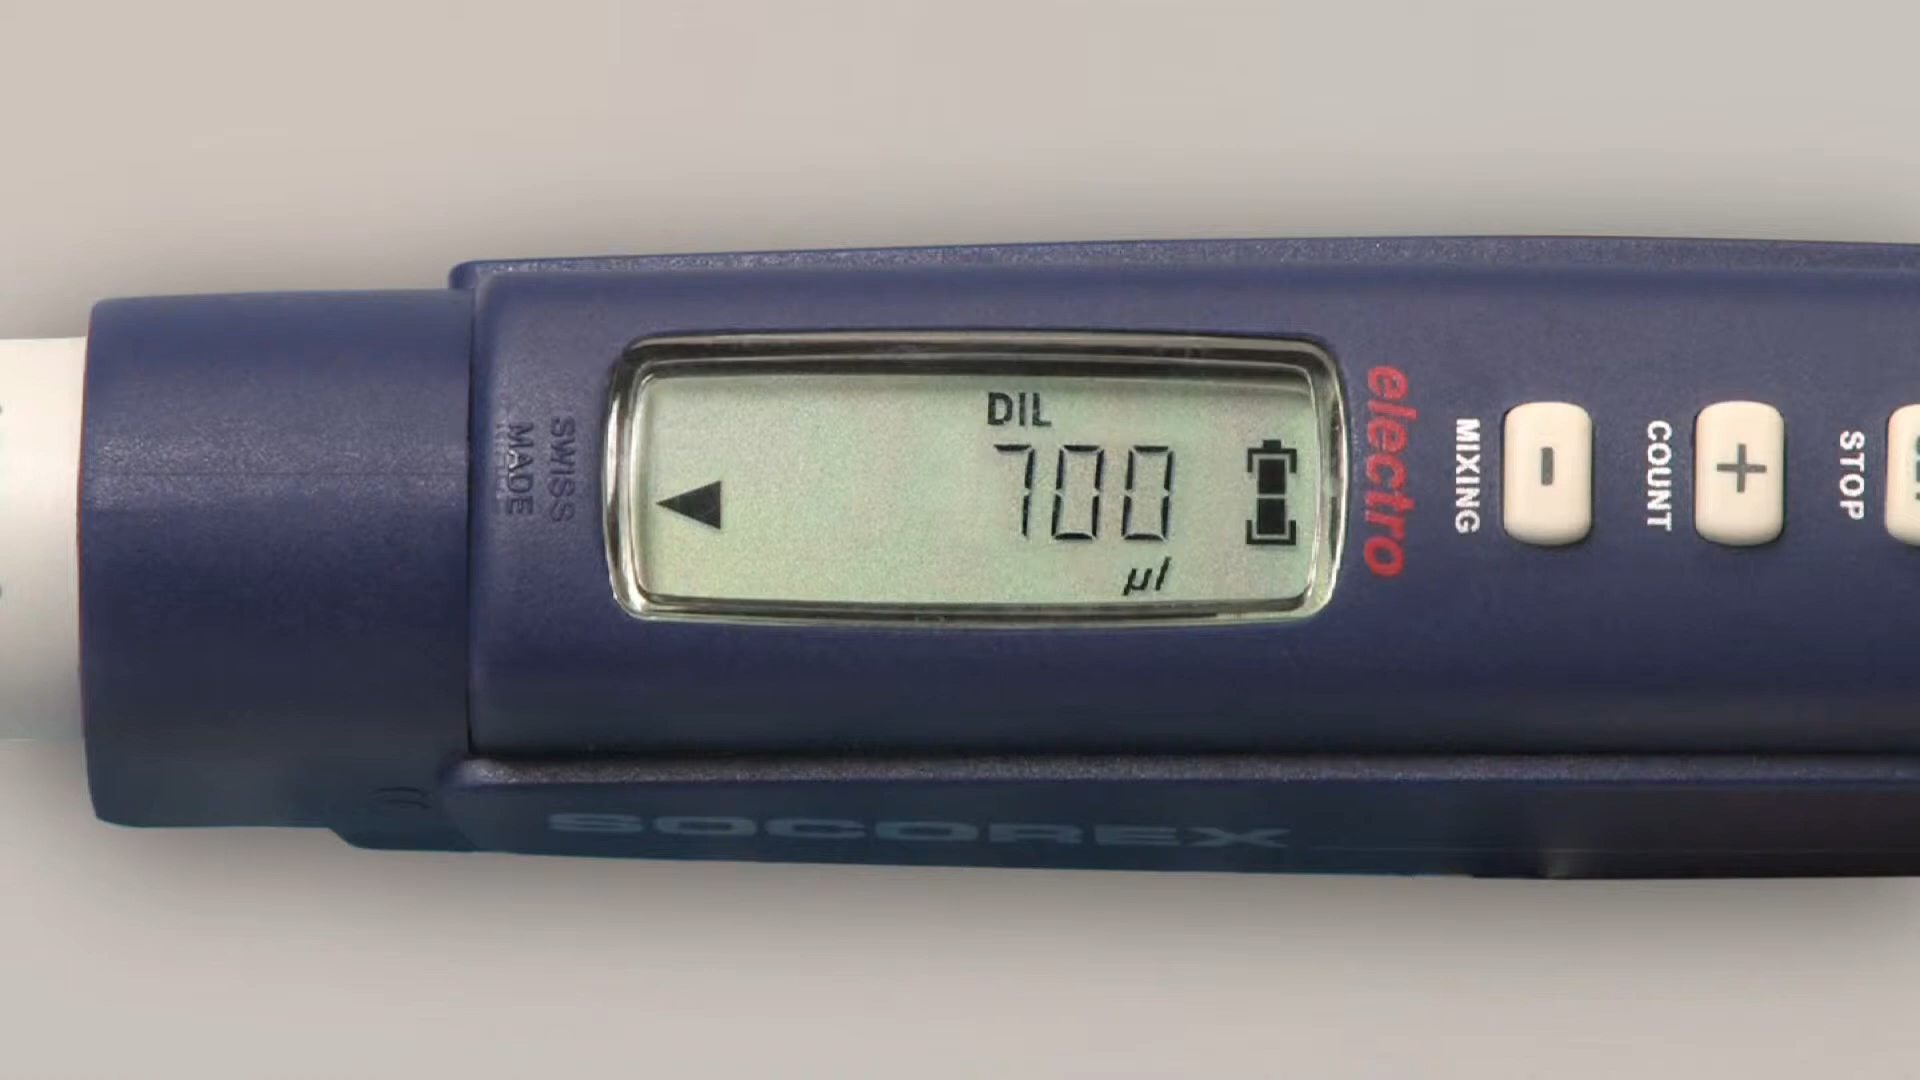 DIL
700
µl
SWISS
MADE
electro
MIXING
-
COUNT
+
STOP
SOCOREX